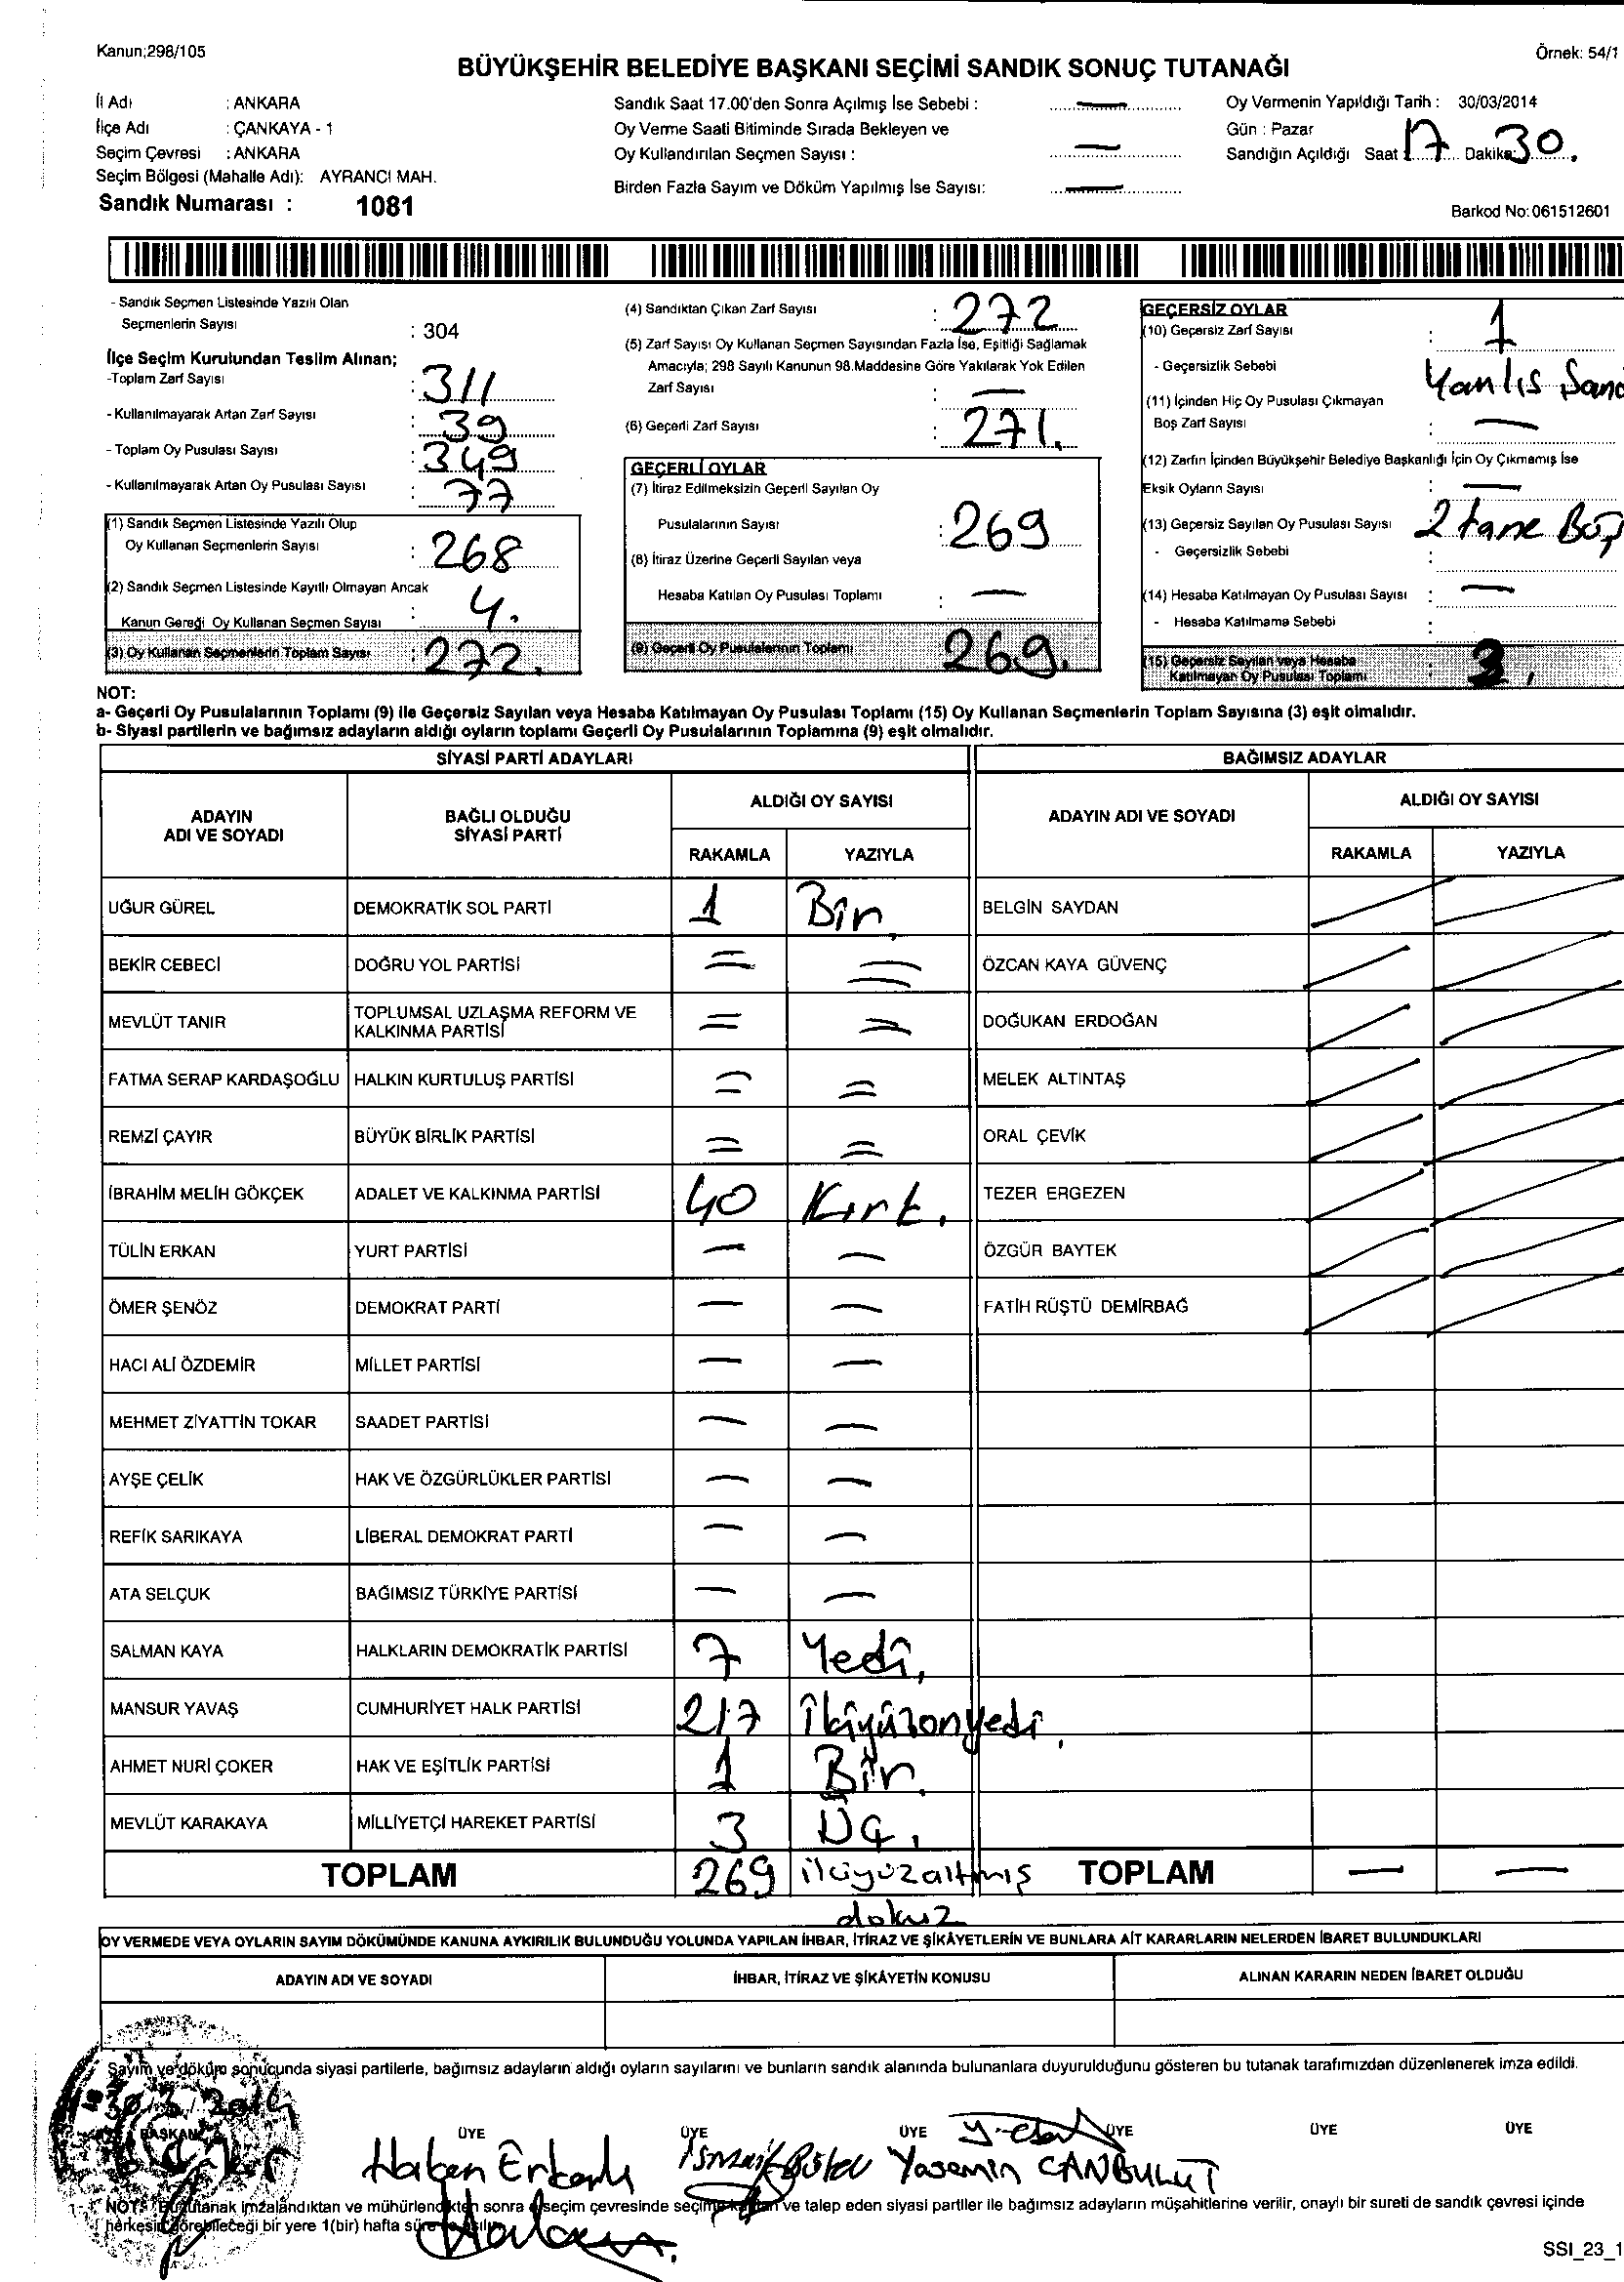 Kanun;298/105
Örnek: 54/1
BÜYÜKŞEHİR BELEDİYE BAŞKANI SEÇİMİ SANDIK SONUÇ TUTANAĞI
İl Adı : ANKARA
İlçe Adı : ÇANKAYA - 1
Seçim Çevresi : ANKARA
Seçim Bölgesi (Mahalle Adı): AYRANCI MAH.
Sandık Numarası : 1081
Sandık Saat 17.00'den Sonra Açılmış İse Sebebi : —
Oy Verme Saati Bitiminde Sırada Bekleyen ve
Oy Kullandırılan Seçmen Sayısı : —
Birden Fazla Sayım ve Döküm Yapılmış İse Sayısı: —
Oy Vermenin Yapıldığı Tarih : 30/03/2014
Gün : Pazar
Sandığın Açıldığı Saat : 17 Dakika: 30.
Barkod No:061512601
- Sandık Seçmen Listesinde Yazılı Olan
Seçmenlerin Sayısı : 304
İlçe Seçim Kurulundan Teslim Alınan;
-Toplam Zarf Sayısı : 311
- Kullanılmayarak Artan Zarf Sayısı : 39
- Toplam Oy Pusulası Sayısı : 349
- Kullanılmayarak Artan Oy Pusulası Sayısı : 77
(1) Sandık Seçmen Listesinde Yazılı Olup
Oy Kullanan Seçmenlerin Sayısı : 268
(2) Sandık Seçmen Listesinde Kayıtlı Olmayan Ancak
Kanun Gereği Oy Kullanan Seçmen Sayısı : 4.
(3) Oy Kullanan Seçmenlerin Toplam Sayısı : 272.
(4) Sandıktan Çıkan Zarf Sayısı : 272
(5) Zarf Sayısı Oy Kullanan Seçmen Sayısından Fazla İse, Eşitliği Sağlamak
Amacıyla; 298 Sayılı Kanunun 98.Maddesine Göre Yakılarak Yok Edilen
Zarf Sayısı : —
(6) Geçerli Zarf Sayısı : 271.
GEÇERLİ OYLAR
(7) İtiraz Edilmeksizin Geçerli Sayılan Oy
Pusulalarının Sayısı : 269
(8) İtiraz Üzerine Geçerli Sayılan veya
Hesaba Katılan Oy Pusulası Toplamı : —
(9) Geçerli Oy Pusulalarının Toplamı 269.
GEÇERSİZ OYLAR
(10) Geçersiz Zarf Sayısı : 1
- Geçersizlik Sebebi : Yanlış Sand
(11) İçinden Hiç Oy Pusulası Çıkmayan
Boş Zarf Sayısı : —
(12) Zarfın İçinden Büyükşehir Belediye Başkanlığı İçin Oy Çıkmamış İse
Eksik Oyların Sayısı : —
(13) Geçersiz Sayılan Oy Pusulası Sayısı : 2 tane Boş
- Geçersizlik Sebebi :
(14) Hesaba Katılmayan Oy Pusulası Sayısı : —
- Hesaba Katılmama Sebebi :
(15) Geçersiz Sayılan veya Hesaba
Katılmayan Oy Pusulası Toplamı : 3.
NOT:
a- Geçerli Oy Pusulalarının Toplamı (9) ile Geçersiz Sayılan veya Hesaba Katılmayan Oy Pusulası Toplamı (15) Oy Kullanan Seçmenlerin Toplam Sayısına (3) eşit olmalıdır.
b- Siyasi partilerin ve bağımsız adayların aldığı oyların toplamı Geçerli Oy Pusulalarının Toplamına (9) eşit olmalıdır.
SİYASİ PARTİ ADAYLARI BAĞIMSIZ ADAYLAR
ADAYIN ADI VE SOYADI BAĞLI OLDUĞU SİYASİ PARTİ ALDIĞI OY SAYISI ADAYIN ADI VE SOYADI ALDIĞI OY SAYISI
RAKAMLA YAZIYLA RAKAMLA YAZIYLA
UĞUR GÜREL DEMOKRATİK SOL PARTİ 1 Bir BELGİN SAYDAN
BEKİR CEBECİ DOĞRU YOL PARTİSİ = = ÖZCAN KAYA GÜVENÇ
MEVLÜT TANIR TOPLUMSAL UZLAŞMA REFORM VE KALKINMA PARTİSİ = = DOĞUKAN ERDOĞAN
FATMA SERAP KARDAŞOĞLU HALKIN KURTULUŞ PARTİSİ = = MELEK ALTINTAŞ
REMZİ ÇAYIR BÜYÜK BİRLİK PARTİSİ = = ORAL ÇEVİK
İBRAHİM MELİH GÖKÇEK ADALET VE KALKINMA PARTİSİ 40 Kırk. TEZER ERGEZEN
TÜLİN ERKAN YURT PARTİSİ — — ÖZGÜR BAYTEK
ÖMER ŞENÖZ DEMOKRAT PARTİ — — FATİH RÜŞTÜ DEMİRBAĞ
HACI ALİ ÖZDEMİR MİLLET PARTİSİ — —
MEHMET ZİYATTİN TOKAR SAADET PARTİSİ — —
AYŞE ÇELİK HAK VE ÖZGÜRLÜKLER PARTİSİ — —
REFİK SARIKAYA LİBERAL DEMOKRAT PARTİ — —
ATA SELÇUK BAĞIMSIZ TÜRKİYE PARTİSİ — —
SALMAN KAYA HALKLARIN DEMOKRATİK PARTİSİ 7 Yedi,
MANSUR YAVAŞ CUMHURİYET HALK PARTİSİ 217 İkiyüzonyedi.
AHMET NURİ ÇOKER HAK VE EŞİTLİK PARTİSİ 1 Bir.
MEVLÜT KARAKAYA MİLLİYETÇİ HAREKET PARTİSİ 3 Üç.
TOPLAM 269 ikiyüzaltmış TOPLAM — —
dokuz
OY VERMEDE VEYA OYLARIN SAYIM DÖKÜMÜNDE KANUNA AYKIRILIK BULUNDUĞU YOLUNDA YAPILAN İHBAR, İTİRAZ VE ŞİKÂYETLERİN VE BUNLARA AİT KARARLARIN NELERDEN İBARET BULUNDUKLARI
ADAYIN ADI VE SOYADI İHBAR, İTİRAZ VE ŞİKÂYETİN KONUSU ALINAN KARARIN NEDEN İBARET OLDUĞU
Sayım ve döküm sonucunda siyasi partilerle, bağımsız adayların aldığı oyların sayılarını ve bunların sandık alanında bulunanlara duyurulduğunu gösteren bu tutanak tarafımızdan düzenlenerek imza edildi.
30/3/2014
BAŞKAN ÜYE ÜYE ÜYE ÜYE ÜYE ÜYE
Hakan İsmail Yasemin CANBULUT
NOT: Bu tutanak imzalandıktan ve mühürlendikten sonra o seçim çevresinde seçime katılan ve talep eden siyasi partiler ile bağımsız adayların müşahitlerine verilir, onaylı bir sureti de sandık çevresi içinde
herkesin görebileceği bir yere 1(bir) hafta süre ile asılır.
SSI_23_1